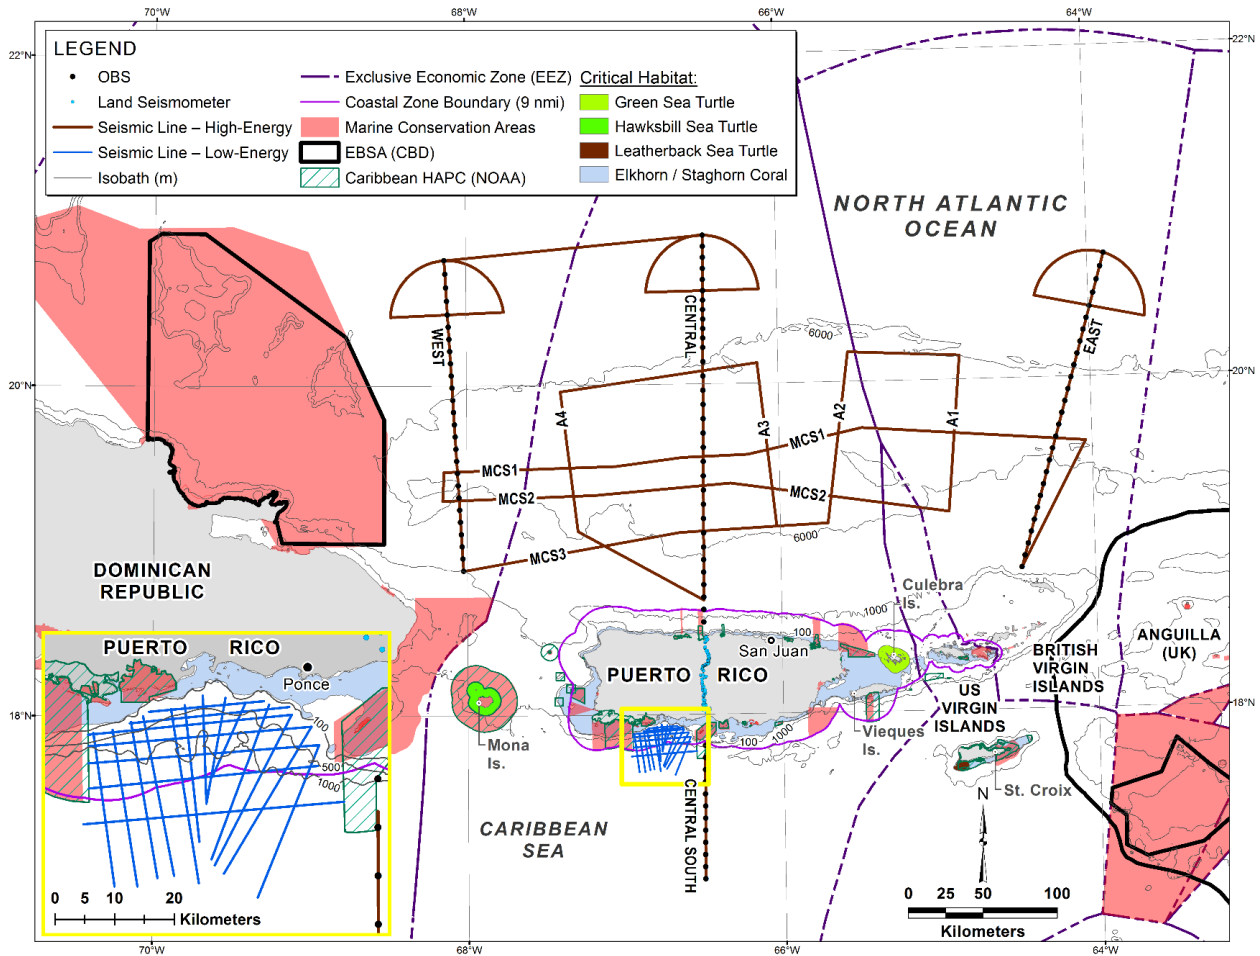 70°W
68°W
66°W
64°W
22°N
22°N
LEGEND
OBS
Land Seismometer
Seismic Line – High-Energy
Seismic Line – Low-Energy
Isobath (m)
Exclusive Economic Zone (EEZ)
Coastal Zone Boundary (9 nmi)
Marine Conservation Areas
EBSA (CBD)
Caribbean HAPC (NOAA)
Critical Habitat:
Green Sea Turtle
Hawksbill Sea Turtle
Leatherback Sea Turtle
Elkhorn / Staghorn Coral
NORTH ATLANTIC
OCEAN
WEST
CENTRAL
EAST
6000
20°N
20°N
A4
A3
A2
A1
MCS1
MCS1
MCS2
MCS2
MCS3
6000
DOMINICAN
REPUBLIC
Culebra
Is.
1000
100
San Juan
PUERTO RICO
BRITISH
VIRGIN
ISLANDS
ANGUILLA
(UK)
US
VIRGIN
ISLANDS
18°N
18°N
Mona
Is.
Vieques
Is.
100
1000
St. Croix
CENTRAL SOUTH
CARIBBEAN
SEA
PUERTO RICO
Ponce
100
500
1000
0 5 10 20
Kilometers
N
0 25 50 100
Kilometers
70°W
68°W
66°W
64°W